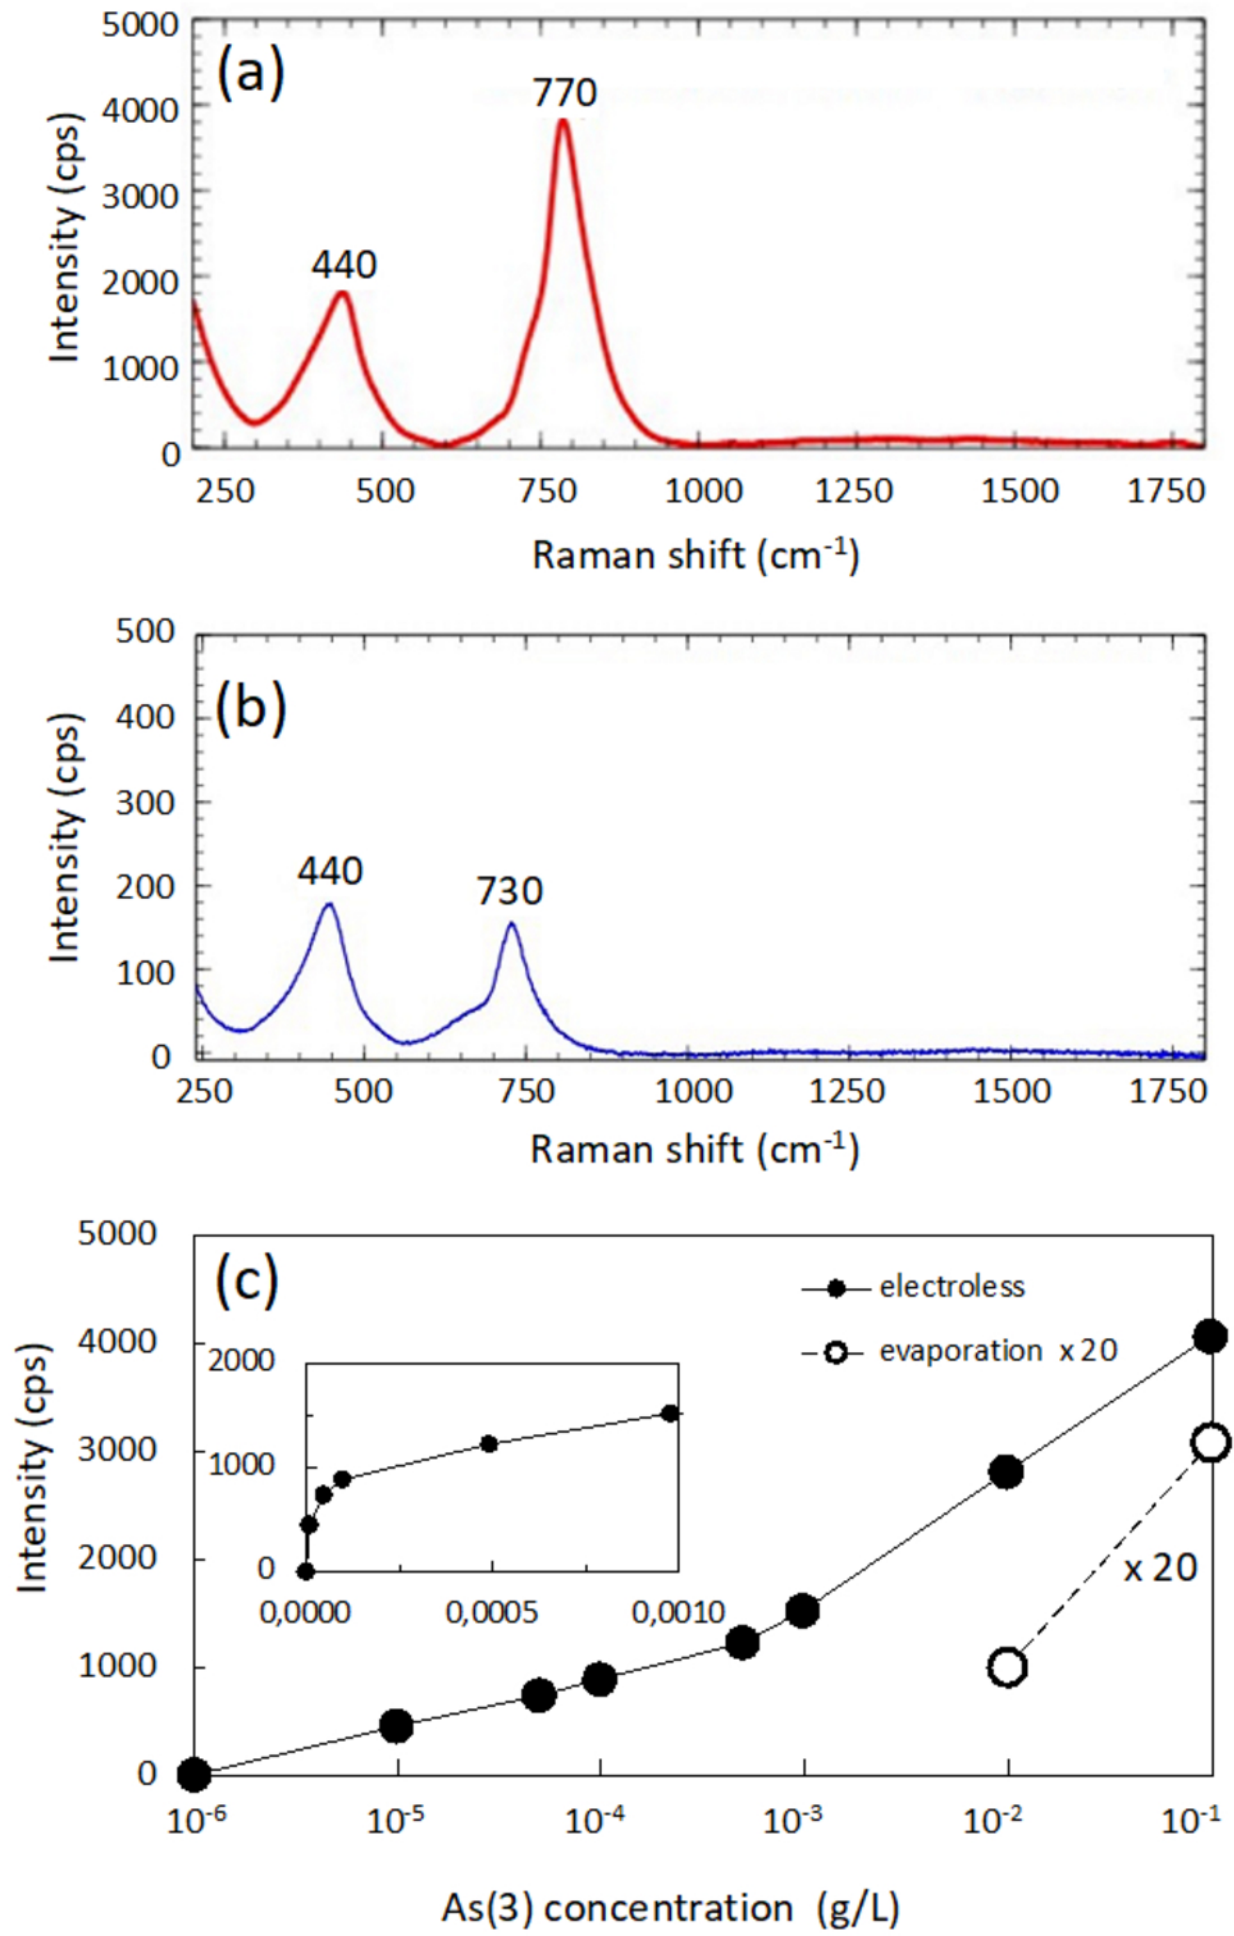 5000
(a)
770
4000
3000
440
2000
1000
0
Intensity (cps)
250 500 750 1000 1250 1500 1750
Raman shift (cm-1)
500
(b)
400
300
440
730
200
100
0
Intensity (cps)
250 500 750 1000 1250 1500 1750
Raman shift (cm-1)
5000
(c)
electroless
evaporation x 20
4000
3000
2000
1000
0
Intensity (cps)
2000
1000
0
0,0000 0,0005 0,0010
x 20
10-6 10-5 10-4 10-3 10-2 10-1
As(3) concentration (g/L)